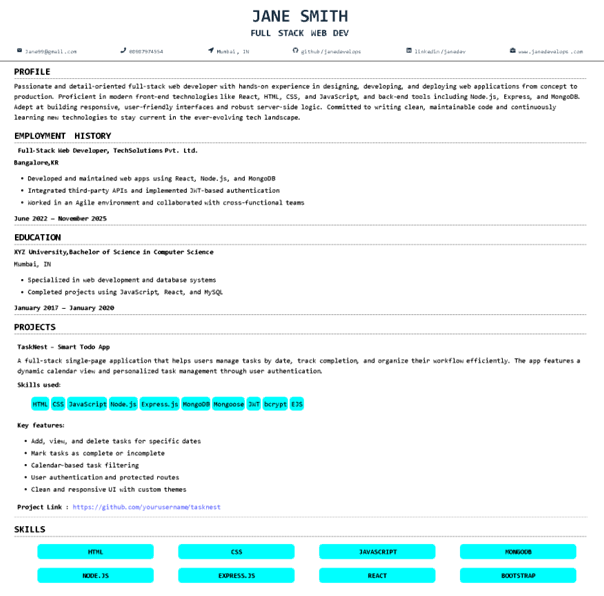 JANE SMITH
FULL STACK WEB DEV
Jane99@gmail.com 08987974554 Mumbai, IN github/janadevelops linkedin/janadev www.janedevelops.com
PROFILE
Passionate and detail-oriented full-stack web developer with hands-on experience in designing, developing, and deploying web applications from concept to
production. Proficient in modern front-end technologies like React, HTML, CSS, and JavaScript, and back-end tools including Node.js, Express, and MongoDB.
Adept at building responsive, user-friendly interfaces and robust server-side logic. Committed to writing clean, maintainable code and continuously
learning new technologies to stay current in the ever-evolving tech landscape.
EMPLOYMENT HISTORY
Full-Stack Web Developer, TechSolutions Pvt. Ltd.
Bangalore,KR
• Developed and maintained web apps using React, Node.js, and MongoDB
• Integrated third-party APIs and implemented JWT-based authentication
• Worked in an Agile environment and collaborated with cross-functional teams
June 2022 – November 2025
EDUCATION
XYZ University,Bachelor of Science in Computer Science
Mumbai, IN
• Specialized in web development and database systems
• Completed projects using JavaScript, React, and MySQL
January 2017 – January 2020
PROJECTS
TaskNest – Smart Todo App
A full-stack single-page application that helps users manage tasks by date, track completion, and organize their workflow efficiently. The app features a
dynamic calendar view and personalized task management through user authentication.
Skills used:
HTML CSS JavaScript Node.js Express.js MongoDB Mongoose JWT bcrypt EJS
Key features:
• Add, view, and delete tasks for specific dates
• Mark tasks as complete or incomplete
• Calendar-based task filtering
• User authentication and protected routes
• Clean and responsive UI with custom themes
Project Link : https://github.com/yourusername/tasknest
SKILLS
HTML CSS JAVASCRIPT MONGODB
NODE.JS EXPRESS.JS REACT BOOTSTRAP